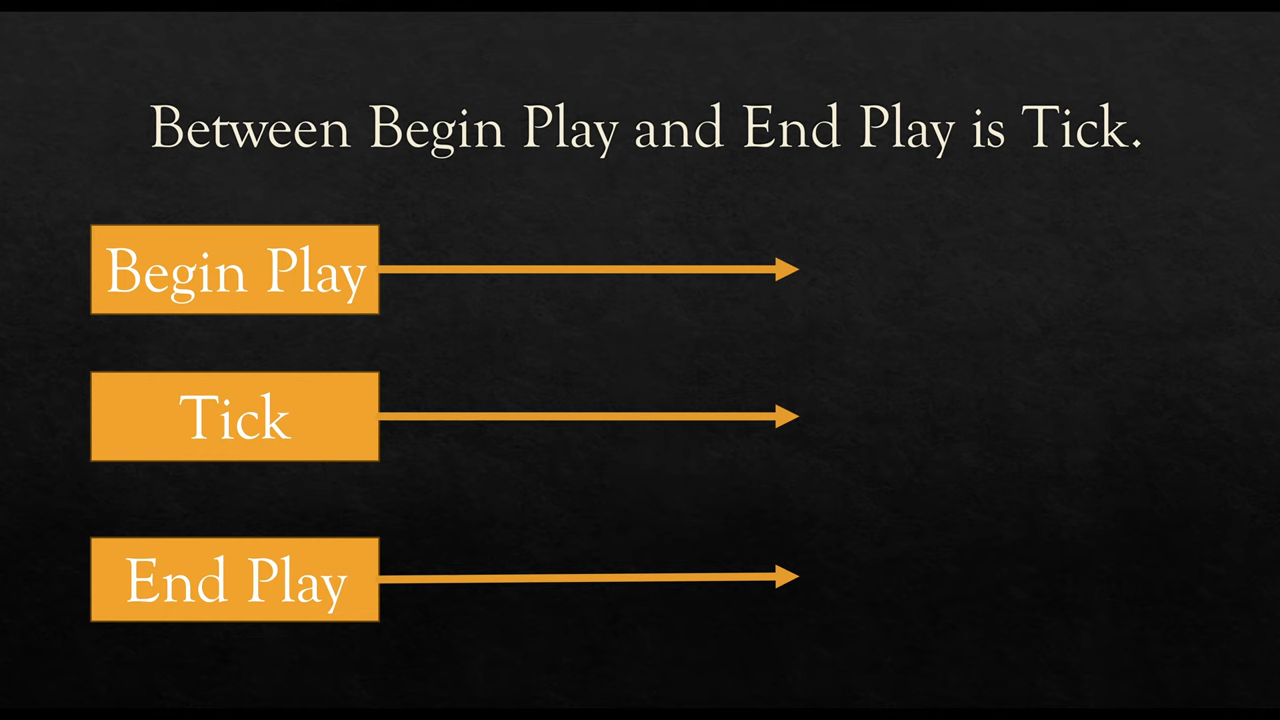 Between Begin Play and End Play is Tick.
Begin Play
Tick
End Play